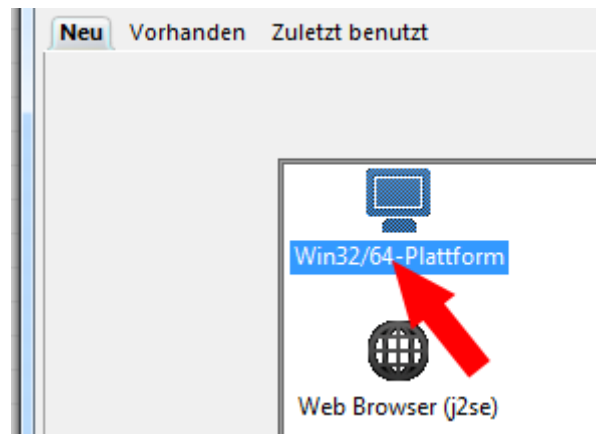 Neu Vorhanden Zuletzt benutzt
Win32/64-Plattform
Web Browser (j2se)